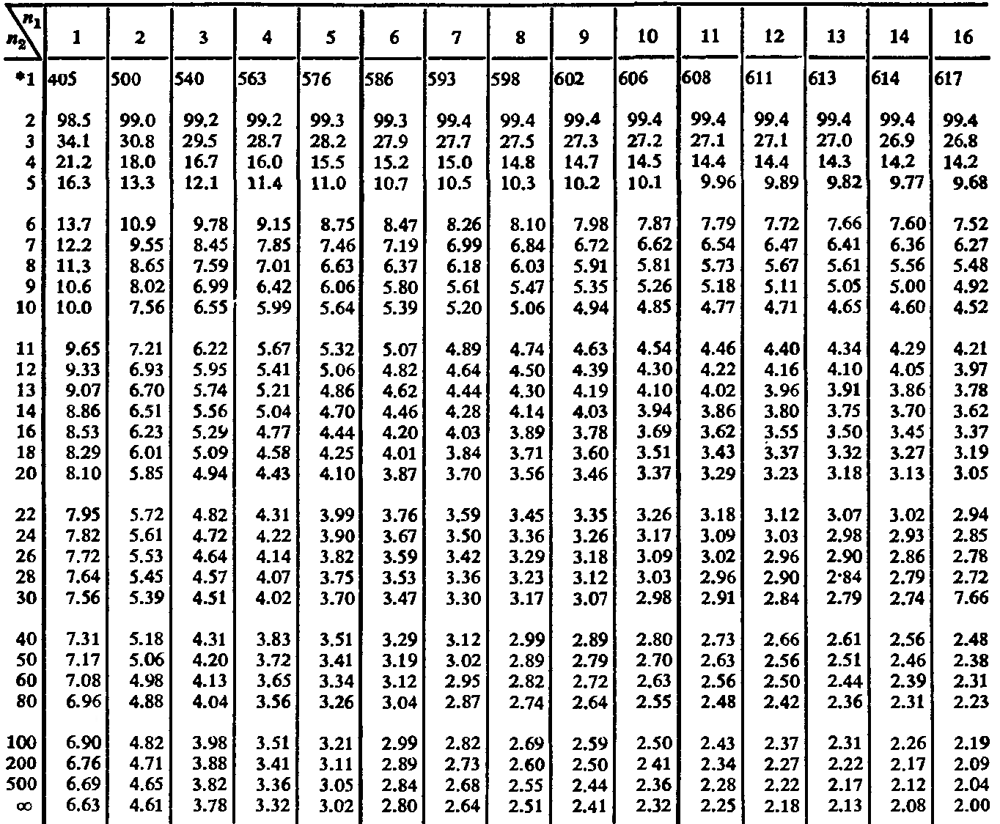 n₁
n₂ 1 2 3 4 5 6 7 8 9 10 11 12 13 14 16
*1 405 500 540 563 576 586 593 598 602 606 608 611 613 614 617
2 98.5 99.0 99.2 99.2 99.3 99.3 99.4 99.4 99.4 99.4 99.4 99.4 99.4 99.4 99.4
3 34.1 30.8 29.5 28.7 28.2 27.9 27.7 27.5 27.3 27.2 27.1 27.1 27.0 26.9 26.8
4 21.2 18.0 16.7 16.0 15.5 15.2 15.0 14.8 14.7 14.5 14.4 14.4 14.3 14.2 14.2
5 16.3 13.3 12.1 11.4 11.0 10.7 10.5 10.3 10.2 10.1 9.96 9.89 9.82 9.77 9.68
6 13.7 10.9 9.78 9.15 8.75 8.47 8.26 8.10 7.98 7.87 7.79 7.72 7.66 7.60 7.52
7 12.2 9.55 8.45 7.85 7.46 7.19 6.99 6.84 6.72 6.62 6.54 6.47 6.41 6.36 6.27
8 11.3 8.65 7.59 7.01 6.63 6.37 6.18 6.03 5.91 5.81 5.73 5.67 5.61 5.56 5.48
9 10.6 8.02 6.99 6.42 6.06 5.80 5.61 5.47 5.35 5.26 5.18 5.11 5.05 5.00 4.92
10 10.0 7.56 6.55 5.99 5.64 5.39 5.20 5.06 4.94 4.85 4.77 4.71 4.65 4.60 4.52
11 9.65 7.21 6.22 5.67 5.32 5.07 4.89 4.74 4.63 4.54 4.46 4.40 4.34 4.29 4.21
12 9.33 6.93 5.95 5.41 5.06 4.82 4.64 4.50 4.39 4.30 4.22 4.16 4.10 4.05 3.97
13 9.07 6.70 5.74 5.21 4.86 4.62 4.44 4.30 4.19 4.10 4.02 3.96 3.91 3.86 3.78
14 8.86 6.51 5.56 5.04 4.70 4.46 4.28 4.14 4.03 3.94 3.86 3.80 3.75 3.70 3.62
16 8.53 6.23 5.29 4.77 4.44 4.20 4.03 3.89 3.78 3.69 3.62 3.55 3.50 3.45 3.37
18 8.29 6.01 5.09 4.58 4.25 4.01 3.84 3.71 3.60 3.51 3.43 3.37 3.32 3.27 3.19
20 8.10 5.85 4.94 4.43 4.10 3.87 3.70 3.56 3.46 3.37 3.29 3.23 3.18 3.13 3.05
22 7.95 5.72 4.82 4.31 3.99 3.76 3.59 3.45 3.35 3.26 3.18 3.12 3.07 3.02 2.94
24 7.82 5.61 4.72 4.22 3.90 3.67 3.50 3.36 3.26 3.17 3.09 3.03 2.98 2.93 2.85
26 7.72 5.53 4.64 4.14 3.82 3.59 3.42 3.29 3.18 3.09 3.02 2.96 2.90 2.86 2.78
28 7.64 5.45 4.57 4.07 3.75 3.53 3.36 3.23 3.12 3.03 2.96 2.90 2·84 2.79 2.72
30 7.56 5.39 4.51 4.02 3.70 3.47 3.30 3.17 3.07 2.98 2.91 2.84 2.79 2.74 7.66
40 7.31 5.18 4.31 3.83 3.51 3.29 3.12 2.99 2.89 2.80 2.73 2.66 2.61 2.56 2.48
50 7.17 5.06 4.20 3.72 3.41 3.19 3.02 2.89 2.79 2.70 2.63 2.56 2.51 2.46 2.38
60 7.08 4.98 4.13 3.65 3.34 3.12 2.95 2.82 2.72 2.63 2.56 2.50 2.44 2.39 2.31
80 6.96 4.88 4.04 3.56 3.26 3.04 2.87 2.74 2.64 2.55 2.48 2.42 2.36 2.31 2.23
100 6.90 4.82 3.98 3.51 3.21 2.99 2.82 2.69 2.59 2.50 2.43 2.37 2.31 2.26 2.19
200 6.76 4.71 3.88 3.41 3.11 2.89 2.73 2.60 2.50 2 41 2.34 2.27 2.22 2.17 2.09
500 6.69 4.65 3.82 3.36 3.05 2.84 2.68 2.55 2.44 2.36 2.28 2.22 2.17 2.12 2.04
∞ 6.63 4.61 3.78 3.32 3.02 2.80 2.64 2.51 2.41 2.32 2.25 2.18 2.13 2.08 2.00